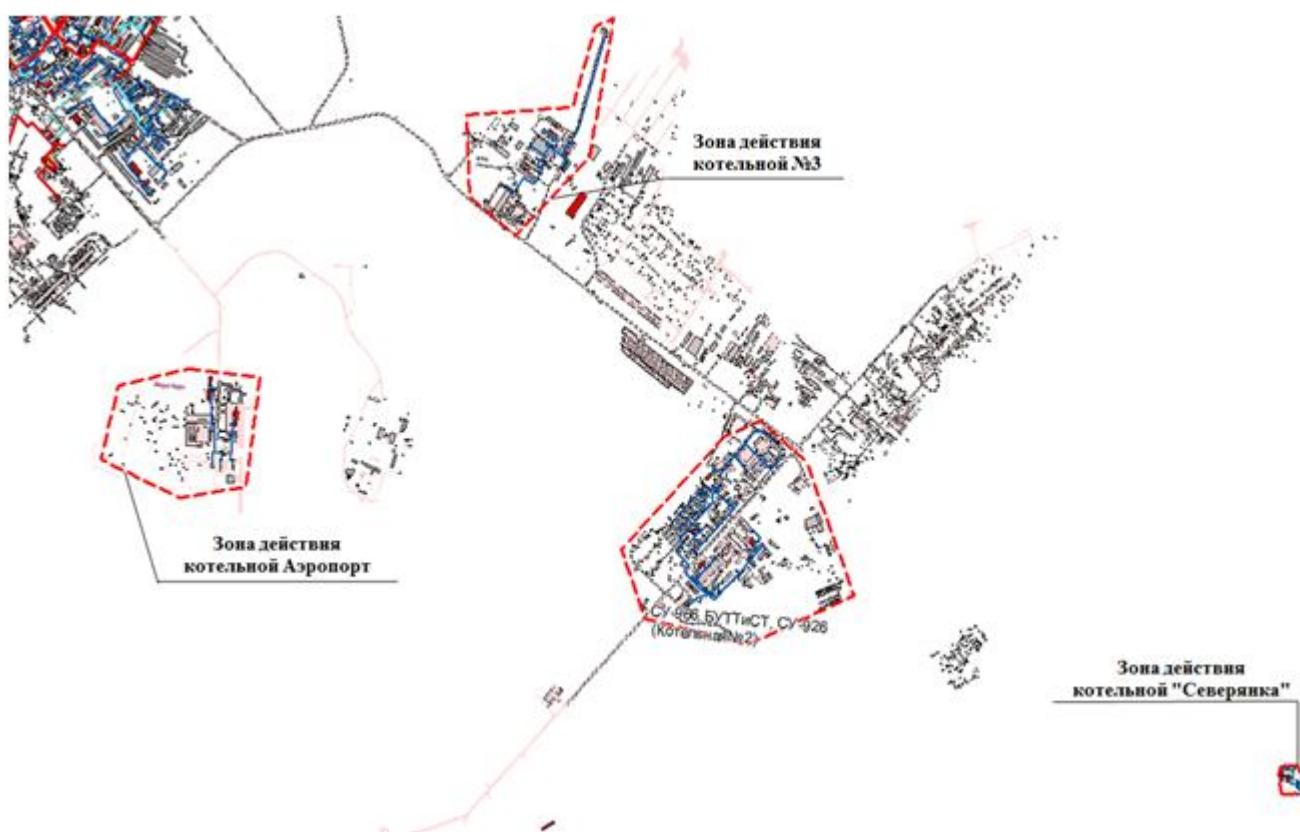 Зона действия
котельной №3
Зона действия
котельной Аэропорт
СУ-966, БУТТиСТ, СУ-926
(Котельная№2)
Зона действия
котельной "Северянка"